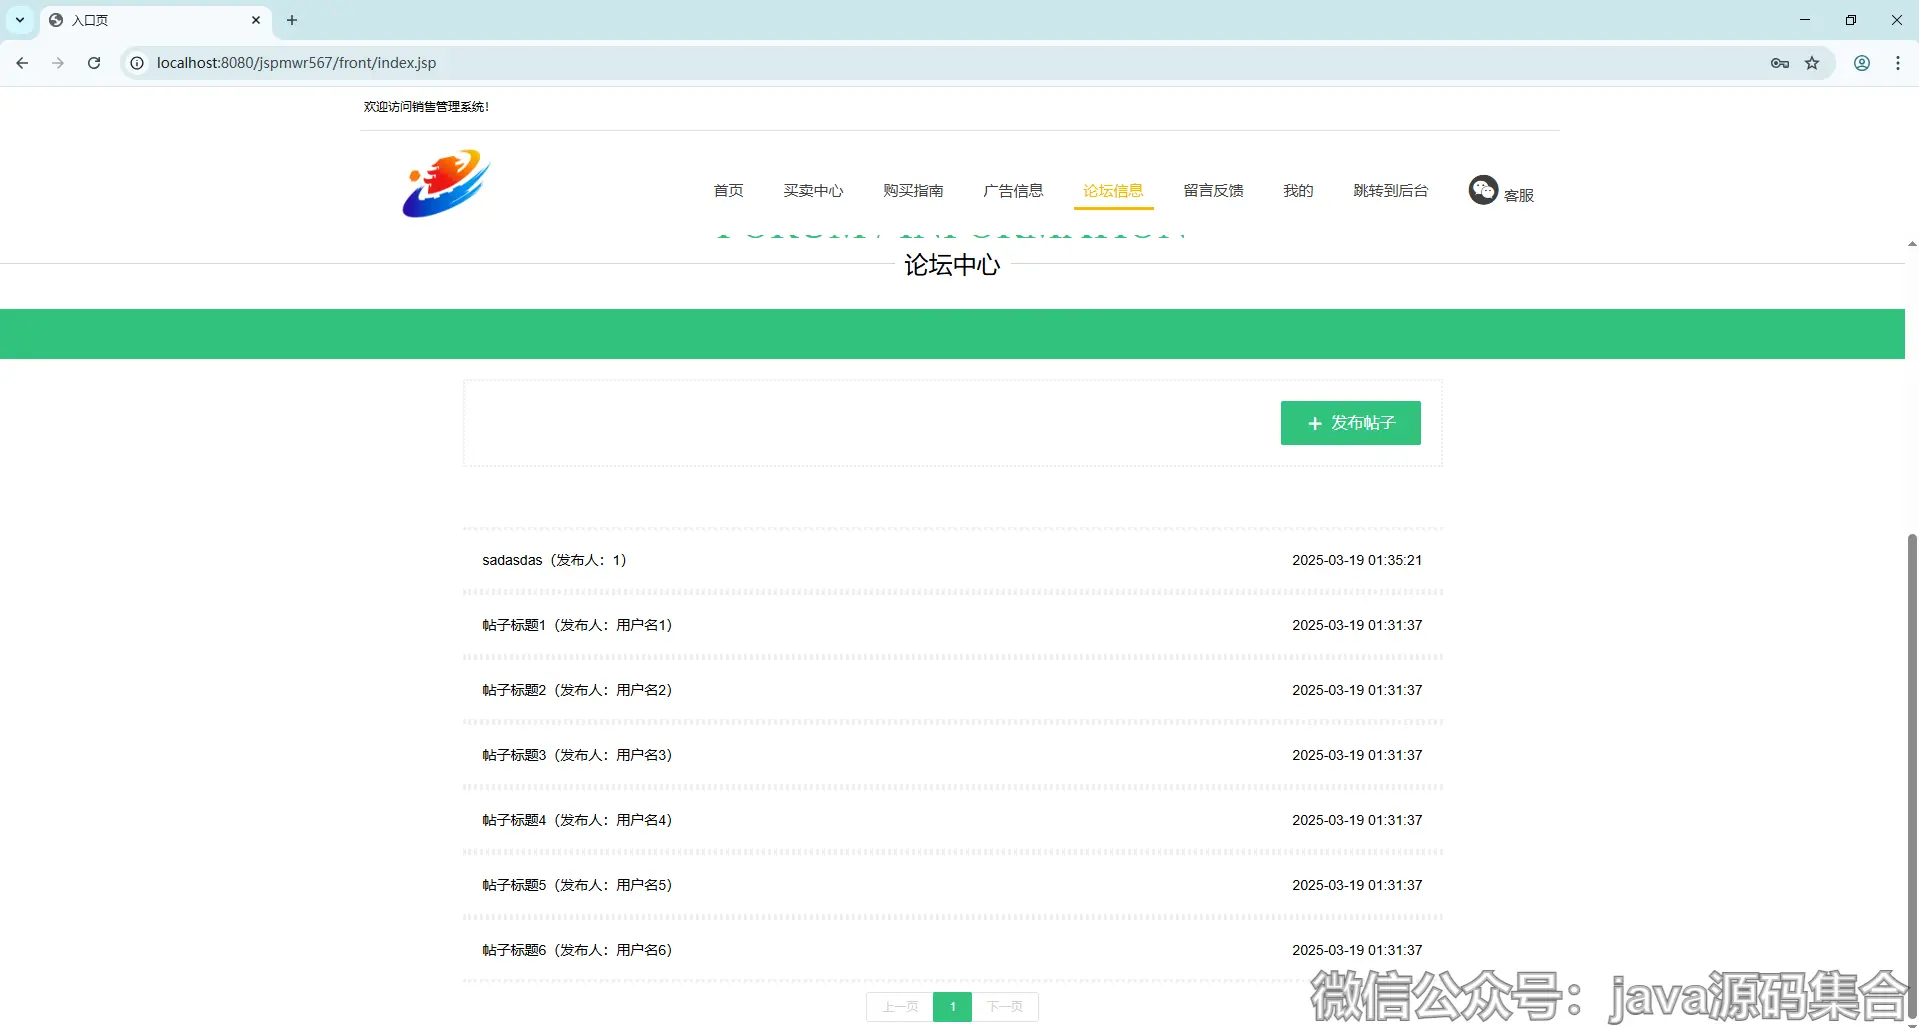 入口页
localhost:8080/jspmwr567/front/index.jsp
欢迎访问销售管理系统!
首页 买卖中心 购买指南 广告信息 论坛信息 留言反馈 我的 跳转到后台 客服
FORUM / INFORMATION
论坛中心
+ 发布帖子
sadasdas（发布人：1） 2025-03-19 01:35:21
帖子标题1（发布人：用户名1） 2025-03-19 01:31:37
帖子标题2（发布人：用户名2） 2025-03-19 01:31:37
帖子标题3（发布人：用户名3） 2025-03-19 01:31:37
帖子标题4（发布人：用户名4） 2025-03-19 01:31:37
帖子标题5（发布人：用户名5） 2025-03-19 01:31:37
帖子标题6（发布人：用户名6） 2025-03-19 01:31:37
上一页 1 下一页
微信公众号：java源码集合